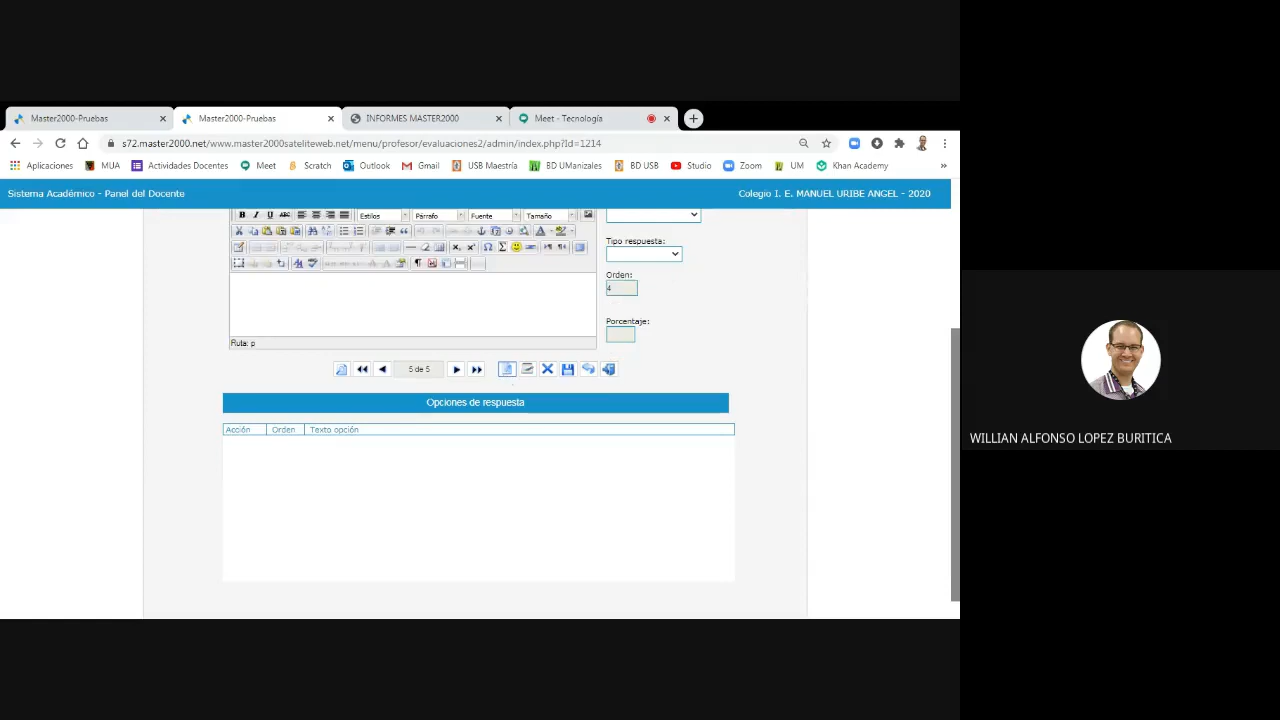 Master2000-Pruebas
Master2000-Pruebas
INFORMES MASTER2000
Meet - Tecnología
s72.master2000.net/www.master2000sateliteweb.net/menu/profesor/evaluaciones2/admin/index.php?Id=1214
Aplicaciones MUA Actividades Docentes Meet Scratch Outlook Gmail USB Maestría BD UManizales BD USB Studio Zoom UM Khan Academy »
Sistema Académico - Panel del Docente
Colegio I. E. MANUEL URIBE ANGEL - 2020
B I U ABC Estilos Párrafo Fuente Tamaño
Tipo respuesta:
Orden:
4
Porcentaje:
Ruta: p
5 de 5
Opciones de respuesta
Acción Orden Texto opción
WILLIAN ALFONSO LOPEZ BURITICA